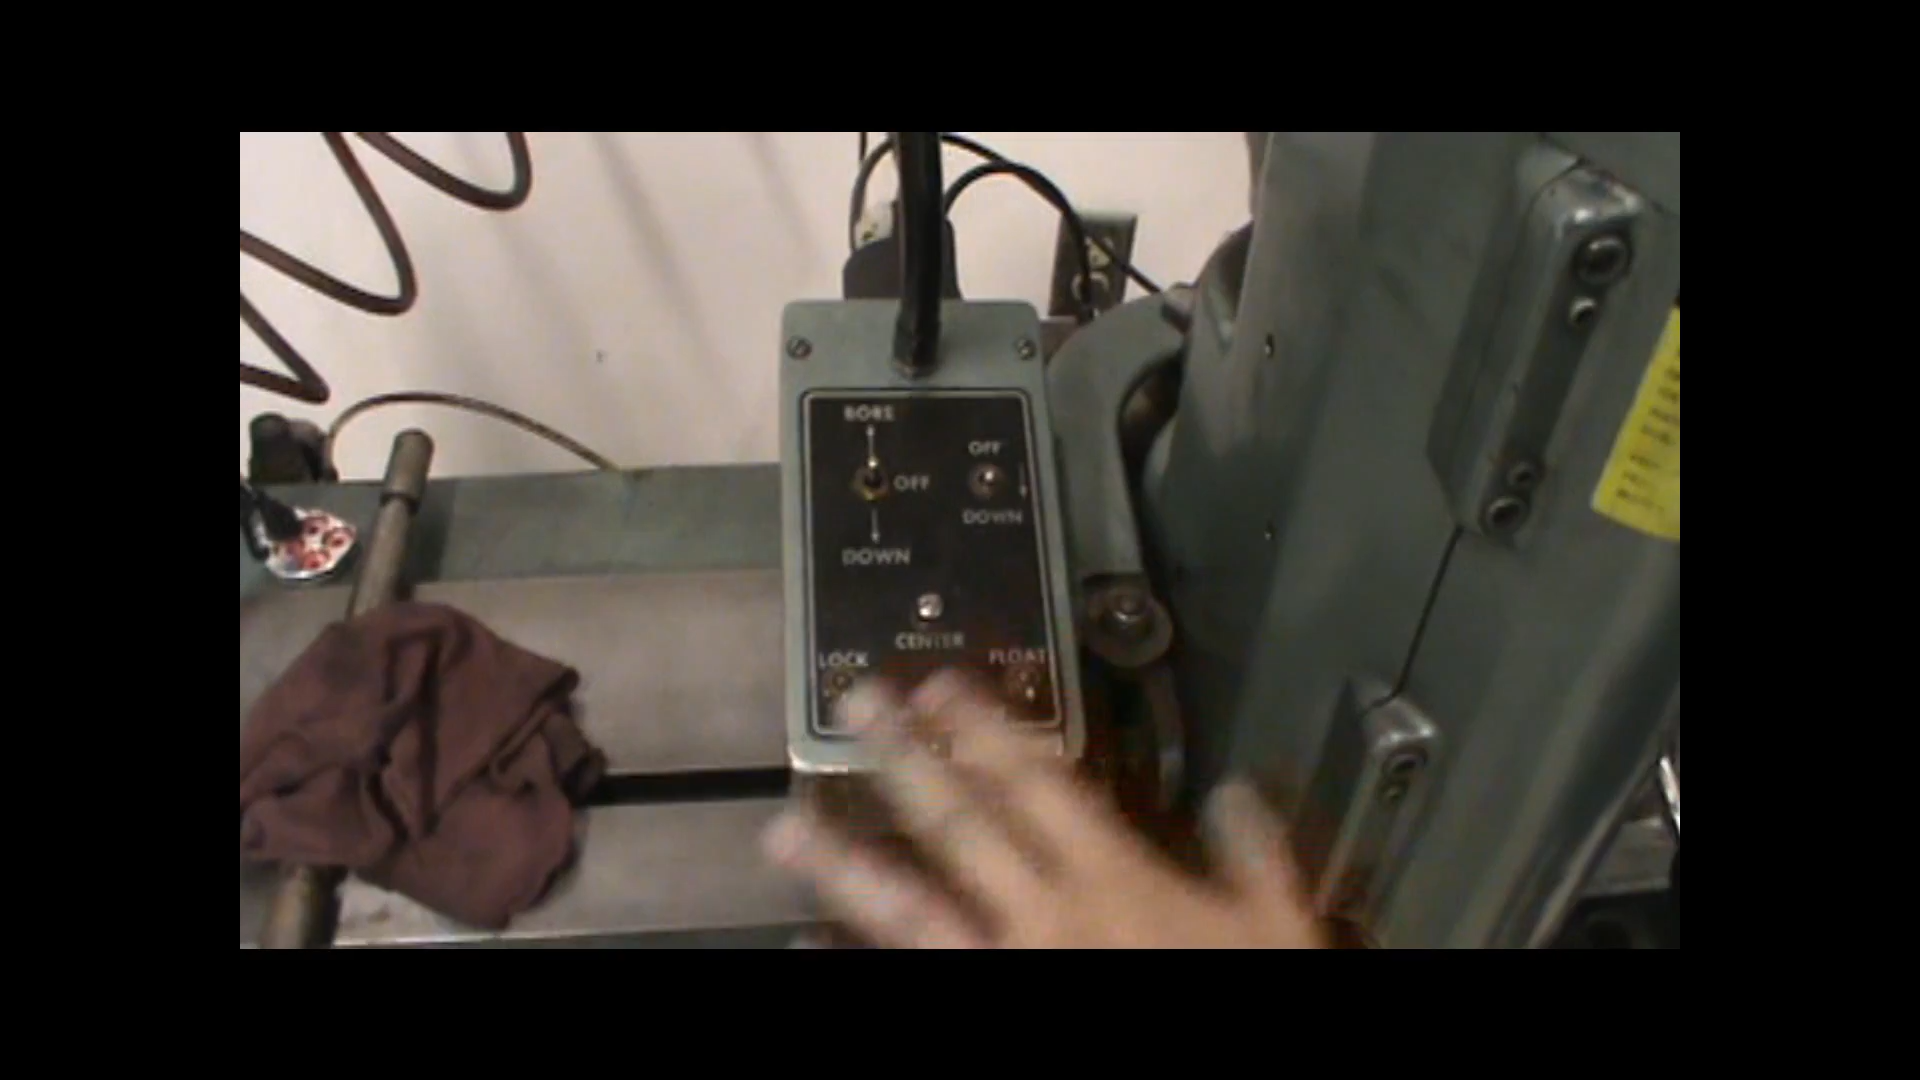 BORE
OFF
OFF
DOWN
DOWN
CENTER
LOCK
FLOAT